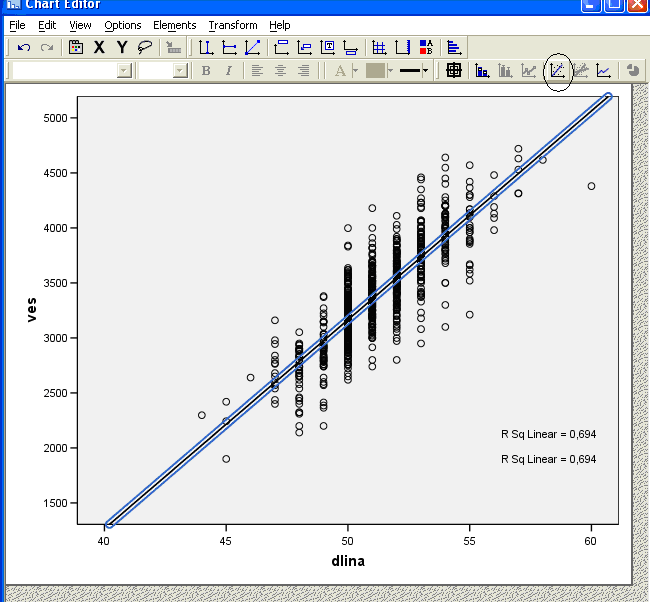 Chart Editor
File Edit View Options Elements Transform Help
X Y
B I A
5000
4500
4000
3500
3000
2500
2000
1500
ves
R Sq Linear = 0,694
R Sq Linear = 0,694
40 45 50 55 60
dlina